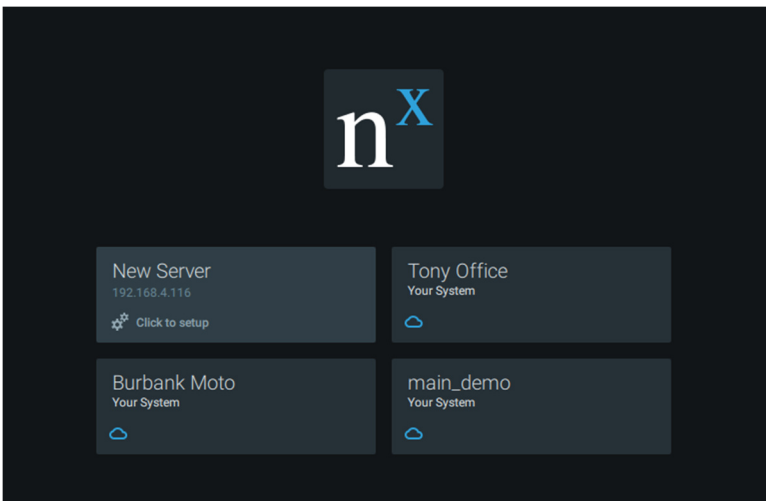 nx
New Server
192.168.4.116
Click to setup
Tony Office
Your System
Burbank Moto
Your System
main_demo
Your System